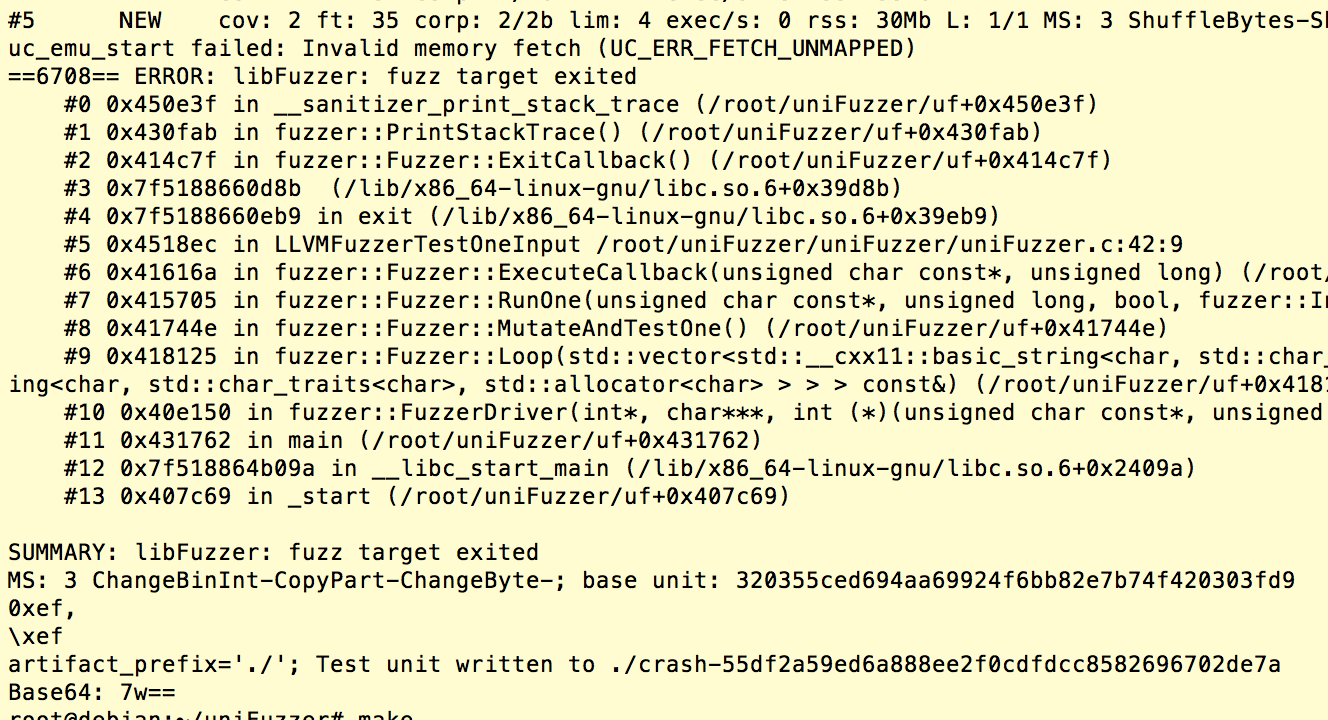 #5 NEW cov: 2 ft: 35 corp: 2/2b lim: 4 exec/s: 0 rss: 30Mb L: 1/1 MS: 3 ShuffleBytes-Sh
uc_emu_start failed: Invalid memory fetch (UC_ERR_FETCH_UNMAPPED)
==6708== ERROR: libFuzzer: fuzz target exited
#0 0x450e3f in __sanitizer_print_stack_trace (/root/uniFuzzer/uf+0x450e3f)
#1 0x430fab in fuzzer::PrintStackTrace() (/root/uniFuzzer/uf+0x430fab)
#2 0x414c7f in fuzzer::Fuzzer::ExitCallback() (/root/uniFuzzer/uf+0x414c7f)
#3 0x7f5188660d8b (/lib/x86_64-linux-gnu/libc.so.6+0x39d8b)
#4 0x7f5188660eb9 in exit (/lib/x86_64-linux-gnu/libc.so.6+0x39eb9)
#5 0x4518ec in LLVMFuzzerTestOneInput /root/uniFuzzer/uniFuzzer/uniFuzzer.c:42:9
#6 0x41616a in fuzzer::Fuzzer::ExecuteCallback(unsigned char const*, unsigned long) (/root/
#7 0x415705 in fuzzer::Fuzzer::RunOne(unsigned char const*, unsigned long, bool, fuzzer::In
#8 0x41744e in fuzzer::Fuzzer::MutateAndTestOne() (/root/uniFuzzer/uf+0x41744e)
#9 0x418125 in fuzzer::Fuzzer::Loop(std::vector<std::__cxx11::basic_string<char, std::char_
ing<char, std::char_traits<char>, std::allocator<char> > > > const&) (/root/uniFuzzer/uf+0x4181
#10 0x40e150 in fuzzer::FuzzerDriver(int*, char***, int (*)(unsigned char const*, unsigned
#11 0x431762 in main (/root/uniFuzzer/uf+0x431762)
#12 0x7f518864b09a in __libc_start_main (/lib/x86_64-linux-gnu/libc.so.6+0x2409a)
#13 0x407c69 in _start (/root/uniFuzzer/uf+0x407c69)
SUMMARY: libFuzzer: fuzz target exited
MS: 3 ChangeBinInt-CopyPart-ChangeByte-; base unit: 320355ced694aa69924f6bb82e7b74f420303fd9
0xef,
\xef
artifact_prefix='./'; Test unit written to ./crash-55df2a59ed6a888ee2f0cdfdcc8582696702de7a
Base64: 7w==
root@debian:~/uniFuzzer# make